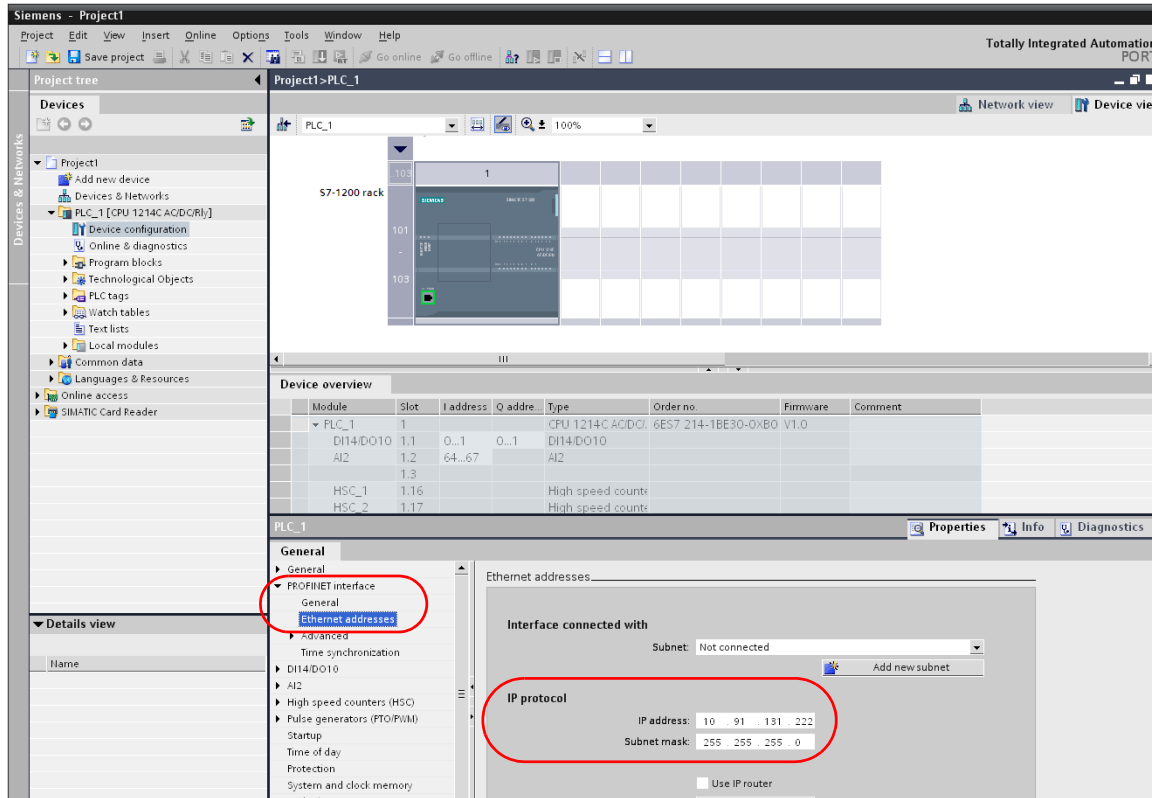 Siemens - Project1
Project Edit View Insert Online Options Tools Window Help
Totally Integrated Automation
PORT
Save project Go online Go offline
Project tree
Project1>PLC_1
Devices
Network view Device vie
Devices & Networks
PLC_1 100%
Project1
Add new device
Devices & Networks
PLC_1 [CPU 1214C AC/DC/Rly]
Device configuration
Online & diagnostics
Program blocks
Technological Objects
PLC tags
Watch tables
Text lists
Local modules
Common data
Languages & Resources
Online access
SIMATIC Card Reader
103 1
S7-1200 rack
SIEMENS
101
-
103
Device overview
Module Slot I address Q addre... Type Order no. Firmware Comment
PLC_1 1 CPU 1214C AC/DC/. 6ES7 214-1BE30-0XB0 V1.0
DI14/DO10 1.1 0...1 0...1 DI14/DO10
AI2 1.2 64...67 AI2
1.3
HSC_1 1.16 High speed counte
HSC_2 1.17 High speed counte
PLC_1
Properties Info Diagnostics
General
General
PROFINET interface
General
Ethernet addresses
Advanced
Time synchronization
DI14/DO10
AI2
High speed counters (HSC)
Pulse generators (PTO/PWM)
Startup
Time of day
Protection
System and clock memory
Ethernet addresses
Interface connected with
Subnet: Not connected
Add new subnet
IP protocol
IP address: 10 . 91 . 131 . 222
Subnet mask: 255 . 255 . 255 . 0
Use IP router
Details view
Name